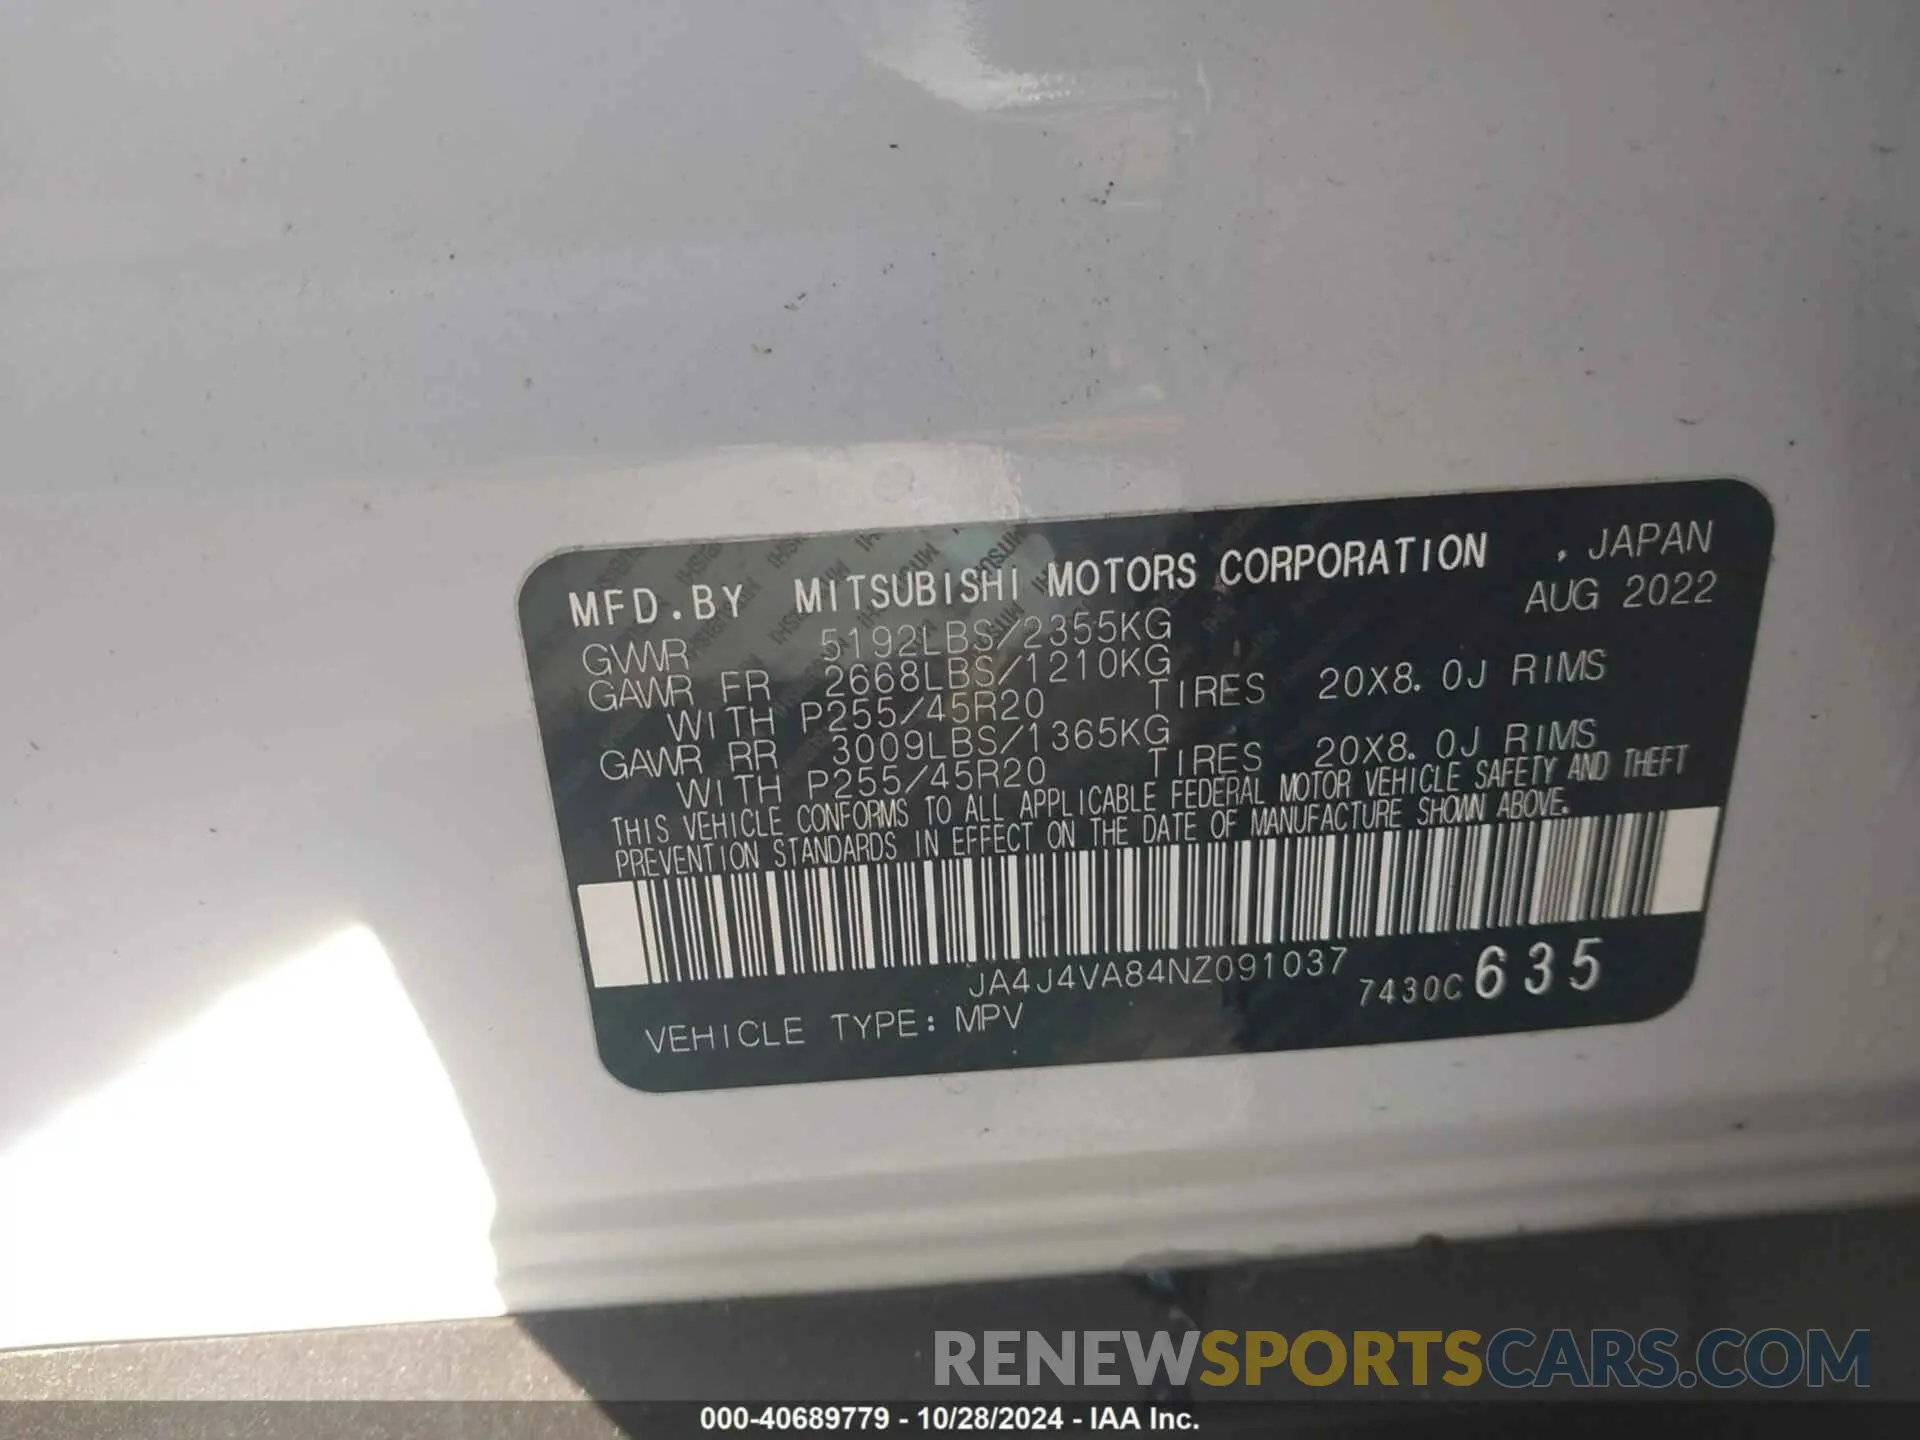 MFD.BY MITSUBISHI MOTORS CORPORATION , JAPAN
AUG 2022
GVWR 5192LBS/2355KG
GAWR FR 2668LBS/1210KG
WITH P255/45R20 TIRES 20X8.0J RIMS
GAWR RR 3009LBS/1365KG
WITH P255/45R20 TIRES 20X8.0J RIMS
THIS VEHICLE CONFORMS TO ALL APPLICABLE FEDERAL MOTOR VEHICLE SAFETY AND THEFT
PREVENTION STANDARDS IN EFFECT ON THE DATE OF MANUFACTURE SHOWN ABOVE.
JA4J4VA84NZ091037
7430C 635
VEHICLE TYPE: MPV
RENEWSPORTSCARS.COM
000-40689779 - 10/28/2024 - IAA Inc.